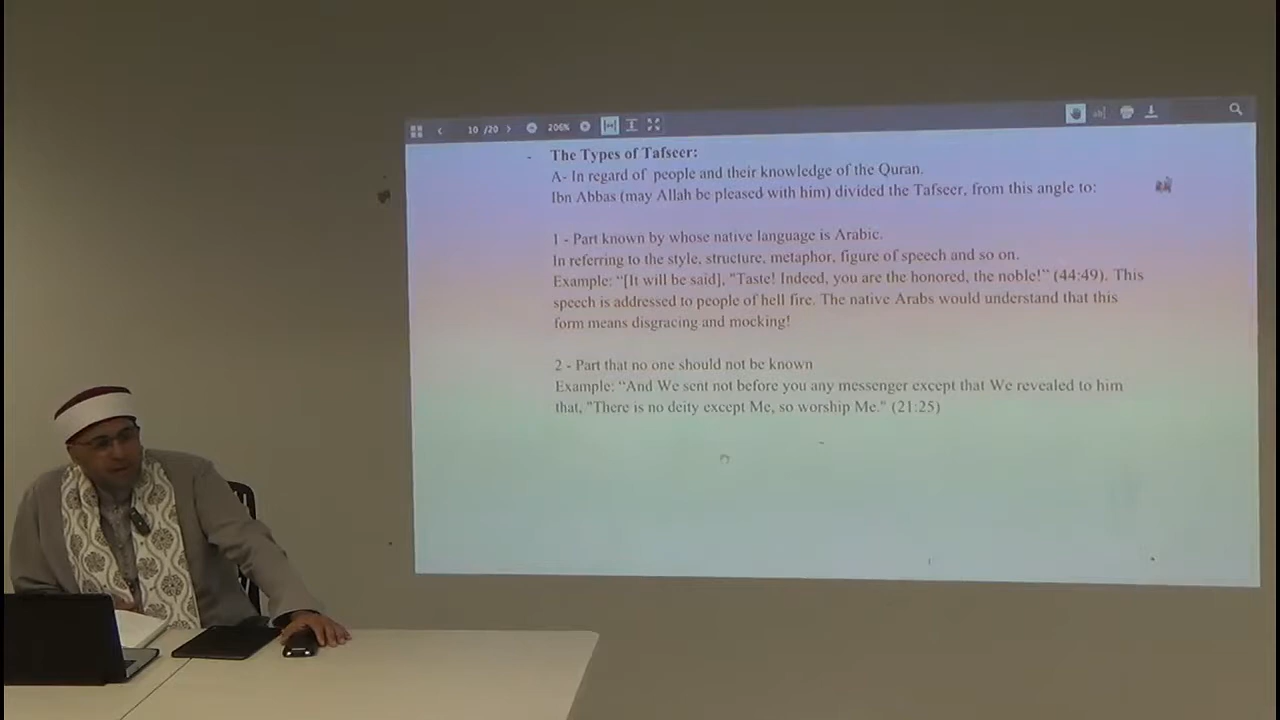 10 /20
206%
- The Types of Tafseer:
A- In regard of people and their knowledge of the Quran.
Ibn Abbas (may Allah be pleased with him) divided the Tafseer, from this angle to:
1 - Part known by whose native language is Arabic.
In referring to the style, structure, metaphor, figure of speech and so on.
Example: “[It will be said], "Taste! Indeed, you are the honored, the noble!” (44:49). This
speech is addressed to people of hell fire. The native Arabs would understand that this
form means disgracing and mocking!
2 - Part that no one should not be known
Example: “And We sent not before you any messenger except that We revealed to him
that, "There is no deity except Me, so worship Me." (21:25)